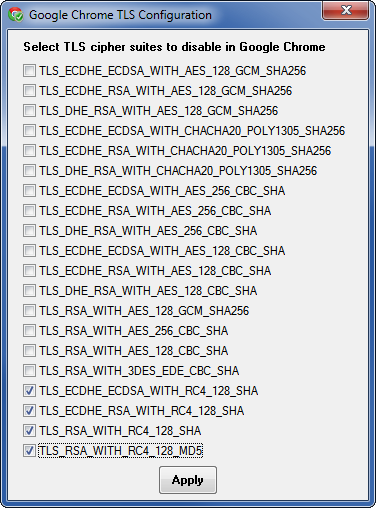 Google Chrome TLS Configuration
Select TLS cipher suites to disable in Google Chrome
TLS_ECDHE_ECDSA_WITH_AES_128_GCM_SHA256
TLS_ECDHE_RSA_WITH_AES_128_GCM_SHA256
TLS_DHE_RSA_WITH_AES_128_GCM_SHA256
TLS_ECDHE_ECDSA_WITH_CHACHA20_POLY1305_SHA256
TLS_ECDHE_RSA_WITH_CHACHA20_POLY1305_SHA256
TLS_DHE_RSA_WITH_CHACHA20_POLY1305_SHA256
TLS_ECDHE_ECDSA_WITH_AES_256_CBC_SHA
TLS_ECDHE_RSA_WITH_AES_256_CBC_SHA
TLS_DHE_RSA_WITH_AES_256_CBC_SHA
TLS_ECDHE_ECDSA_WITH_AES_128_CBC_SHA
TLS_ECDHE_RSA_WITH_AES_128_CBC_SHA
TLS_DHE_RSA_WITH_AES_128_CBC_SHA
TLS_RSA_WITH_AES_128_GCM_SHA256
TLS_RSA_WITH_AES_256_CBC_SHA
TLS_RSA_WITH_AES_128_CBC_SHA
TLS_RSA_WITH_3DES_EDE_CBC_SHA
TLS_ECDHE_ECDSA_WITH_RC4_128_SHA
TLS_ECDHE_RSA_WITH_RC4_128_SHA
TLS_RSA_WITH_RC4_128_SHA
TLS_RSA_WITH_RC4_128_MD5
Apply